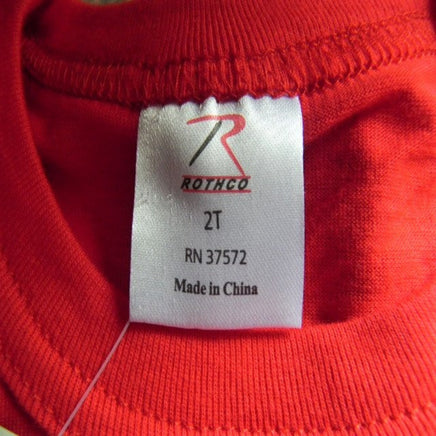 R
ROTHCO
2T
RN 37572
Made in China